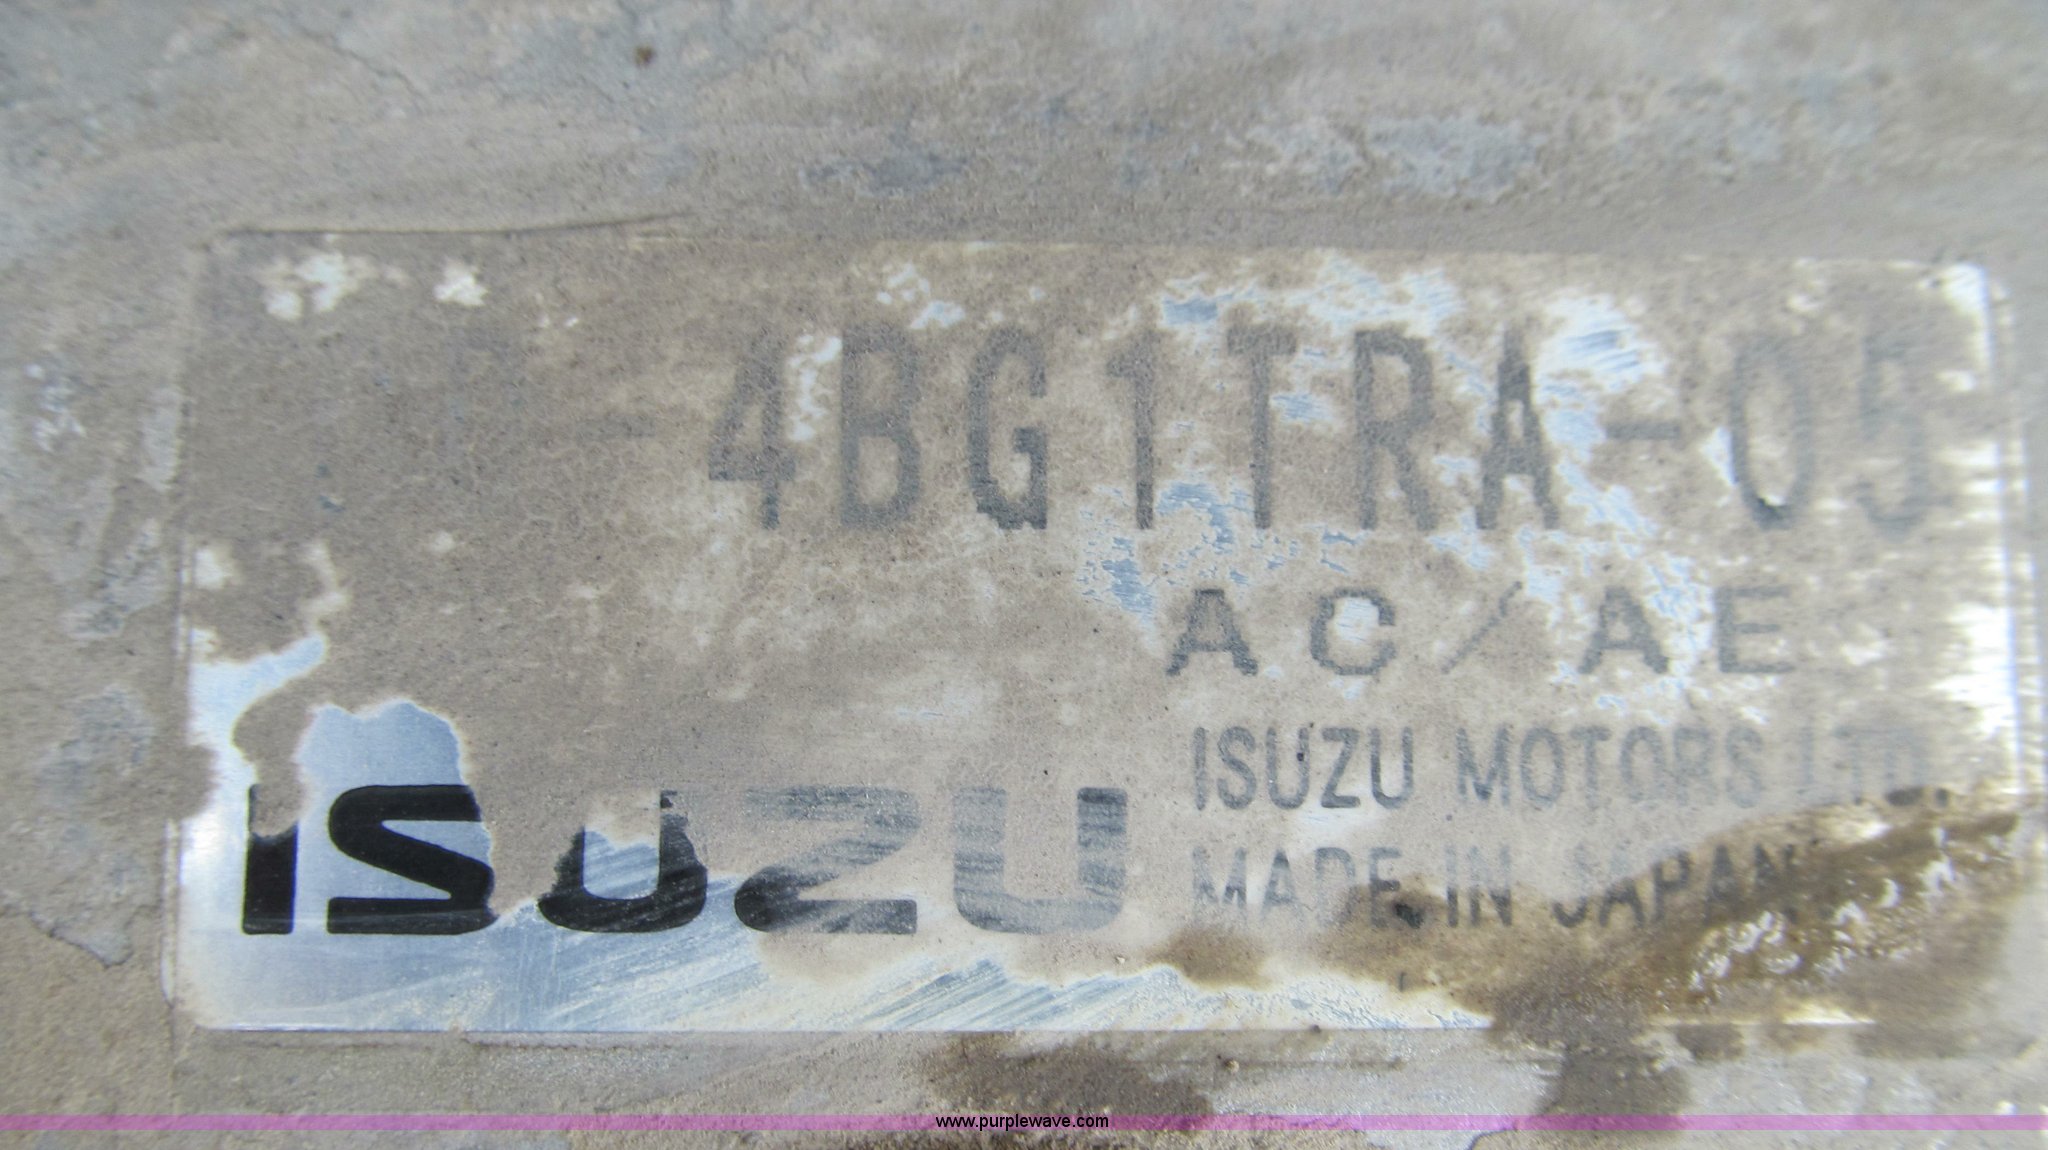 4BG1TRA-05
AC/AE
ISUZU
ISUZU MOTORS LTD.
MADE IN JAPAN
www.purplewave.com